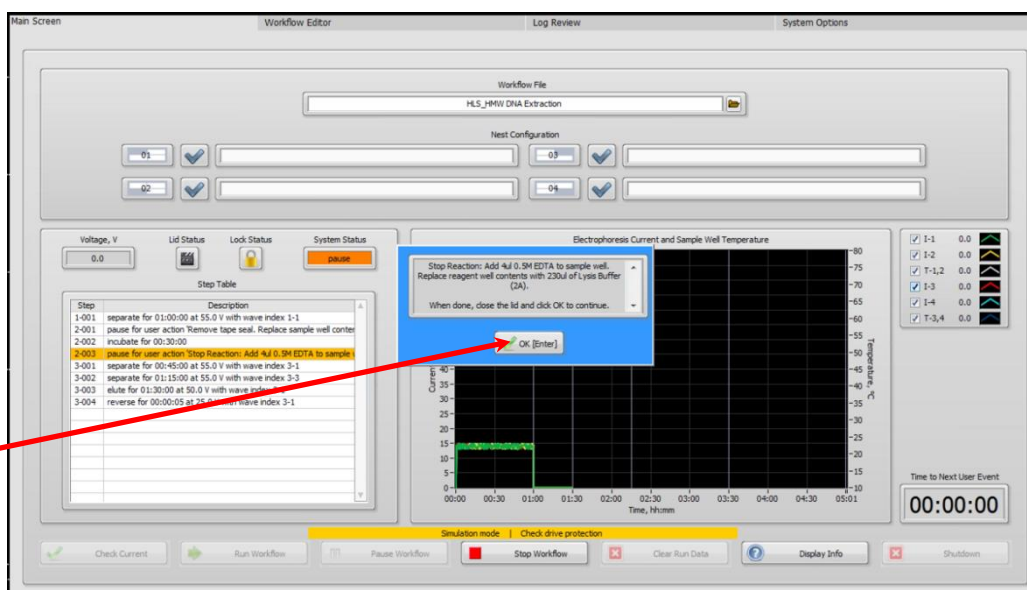 Main Screen
Workflow Editor
Log Review
System Options
Workflow File
HLS_HMW DNA Extraction
Nest Configuration
01
03
02
04
Voltage, V
Lid Status
Lock Status
System Status
0.0
pause
Step Table
Step Description
1-001 separate for 01:00:00 at 55.0 V with wave index 1-1
2-001 pause for user action 'Remove tape seal. Replace sample well conter
2-002 incubate for 00:30:00
2-003 pause for user action 'Stop Reaction: Add 4ul 0.5M EDTA to sample
3-001 separate for 00:45:00 at 55.0 V with wave index 3-1
3-002 separate for 01:15:00 at 55.0 V with wave index 3-3
3-003 elute for 01:30:00 at 50.0 V with wave index
3-004 reverse for 00:00:05 at 25.0 V with wave index 3-1
Electrophoresis Current and Sample Well Temperature
Stop Reaction: Add 4ul 0.5M EDTA to sample well.
Replace reagent well contents with 230ul of Lysis Buffer
(2A).
When done, close the lid and click OK to continue.
OK [Enter]
40
35
30
25
20
15
10
5
0
80
75
70
65
60
55
50
45
40
35
30
25
20
15
10
Temperature, °C
00:00 00:30 01:00 01:30 02:00 02:30 03:00 03:30 04:00 04:30 05:01
Time, hh:mm
I-1 0.0
I-2 0.0
T-1,2 0.0
I-3 0.0
I-4 0.0
T-3,4 0.0
Time to Next User Event
00:00:00
Simulation mode | Check drive protection
Check Current
Run Workflow
Pause Workflow
Stop Workflow
Clear Run Data
Display Info
Shutdown